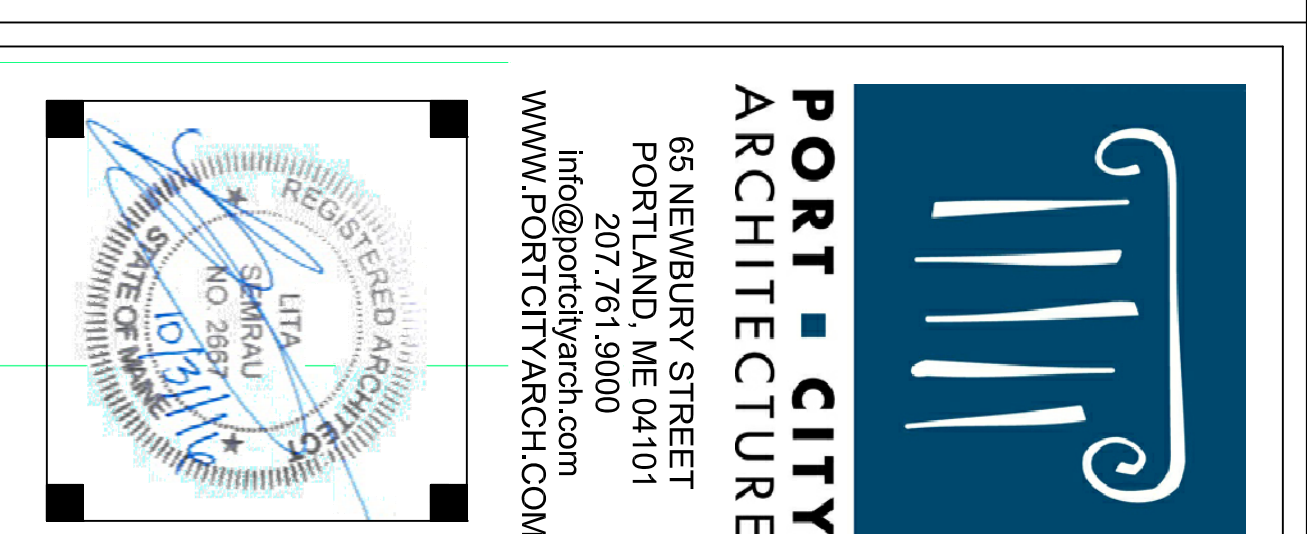 PORT ▪ CITY
ARCHITECTURE
65 NEWBURY STREET
PORTLAND, ME 04101
207.761.9000
info@portcityarch.com
WWW.PORTCITYARCH.COM
REGISTERED ARCHITECT
LITA
SEMRAU
NO. 2667
STATE OF MAINE
10/31/16